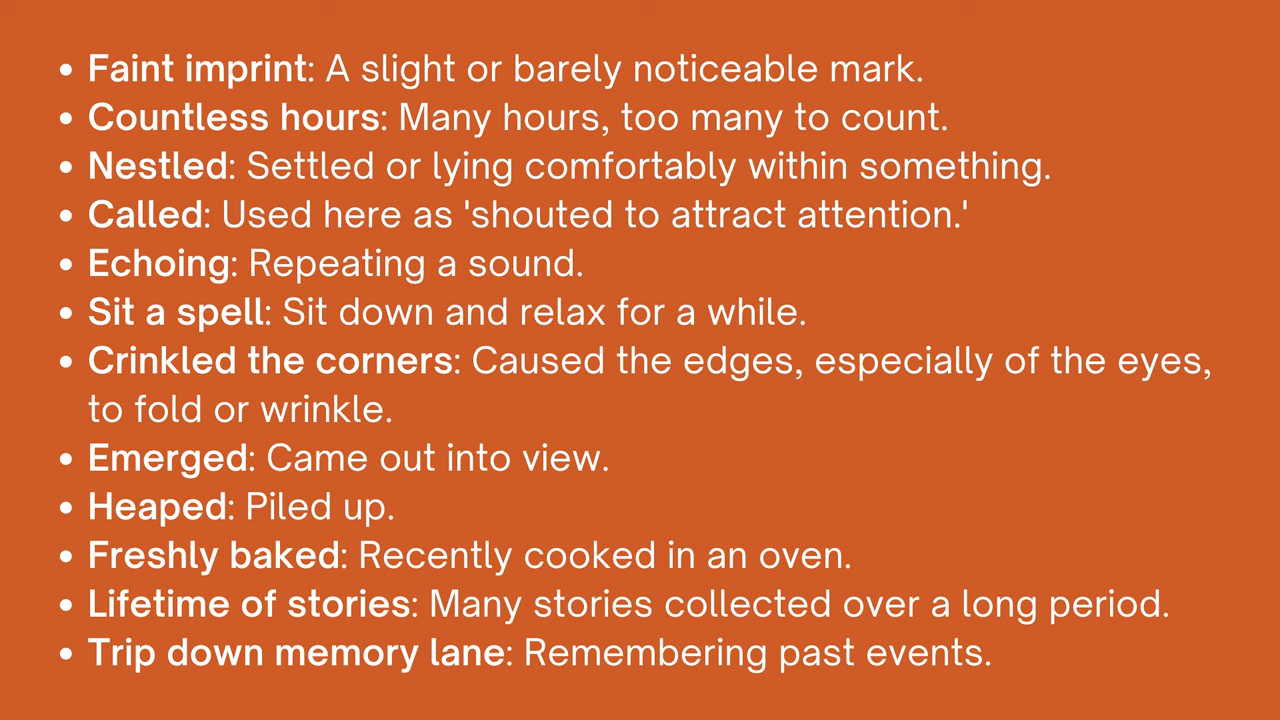 • Faint imprint: A slight or barely noticeable mark.
• Countless hours: Many hours, too many to count.
• Nestled: Settled or lying comfortably within something.
• Called: Used here as 'shouted to attract attention.'
• Echoing: Repeating a sound.
• Sit a spell: Sit down and relax for a while.
• Crinkled the corners: Caused the edges, especially of the eyes,
to fold or wrinkle.
• Emerged: Came out into view.
• Heaped: Piled up.
• Freshly baked: Recently cooked in an oven.
• Lifetime of stories: Many stories collected over a long period.
• Trip down memory lane: Remembering past events.